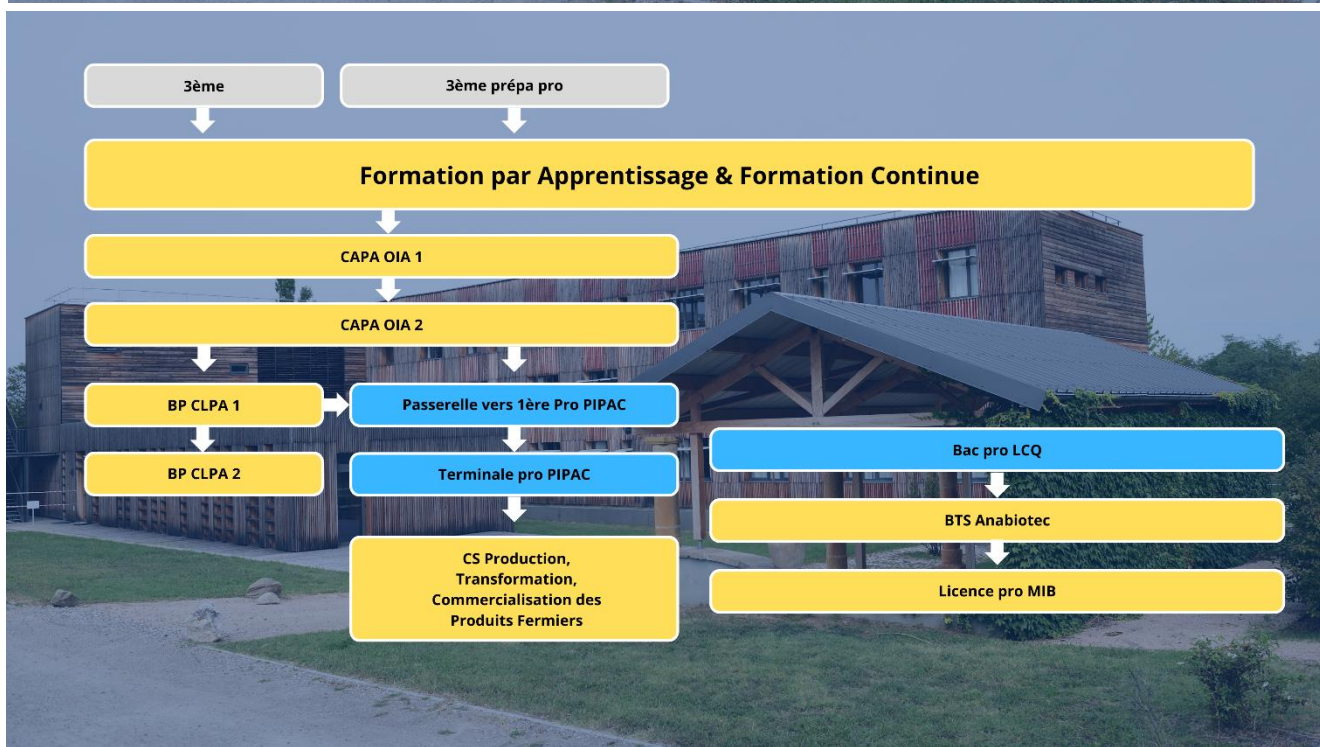 3ème
3ème prépa pro
Formation par Apprentissage & Formation Continue
CAPA OIA 1
CAPA OIA 2
BP CLPA 1
Passerelle vers 1ère Pro PIPAC
BP CLPA 2
Terminale pro PIPAC
CS Production,
Transformation,
Commercialisation des
Produits Fermiers
Bac pro LCQ
BTS Anabiotec
Licence pro MIB